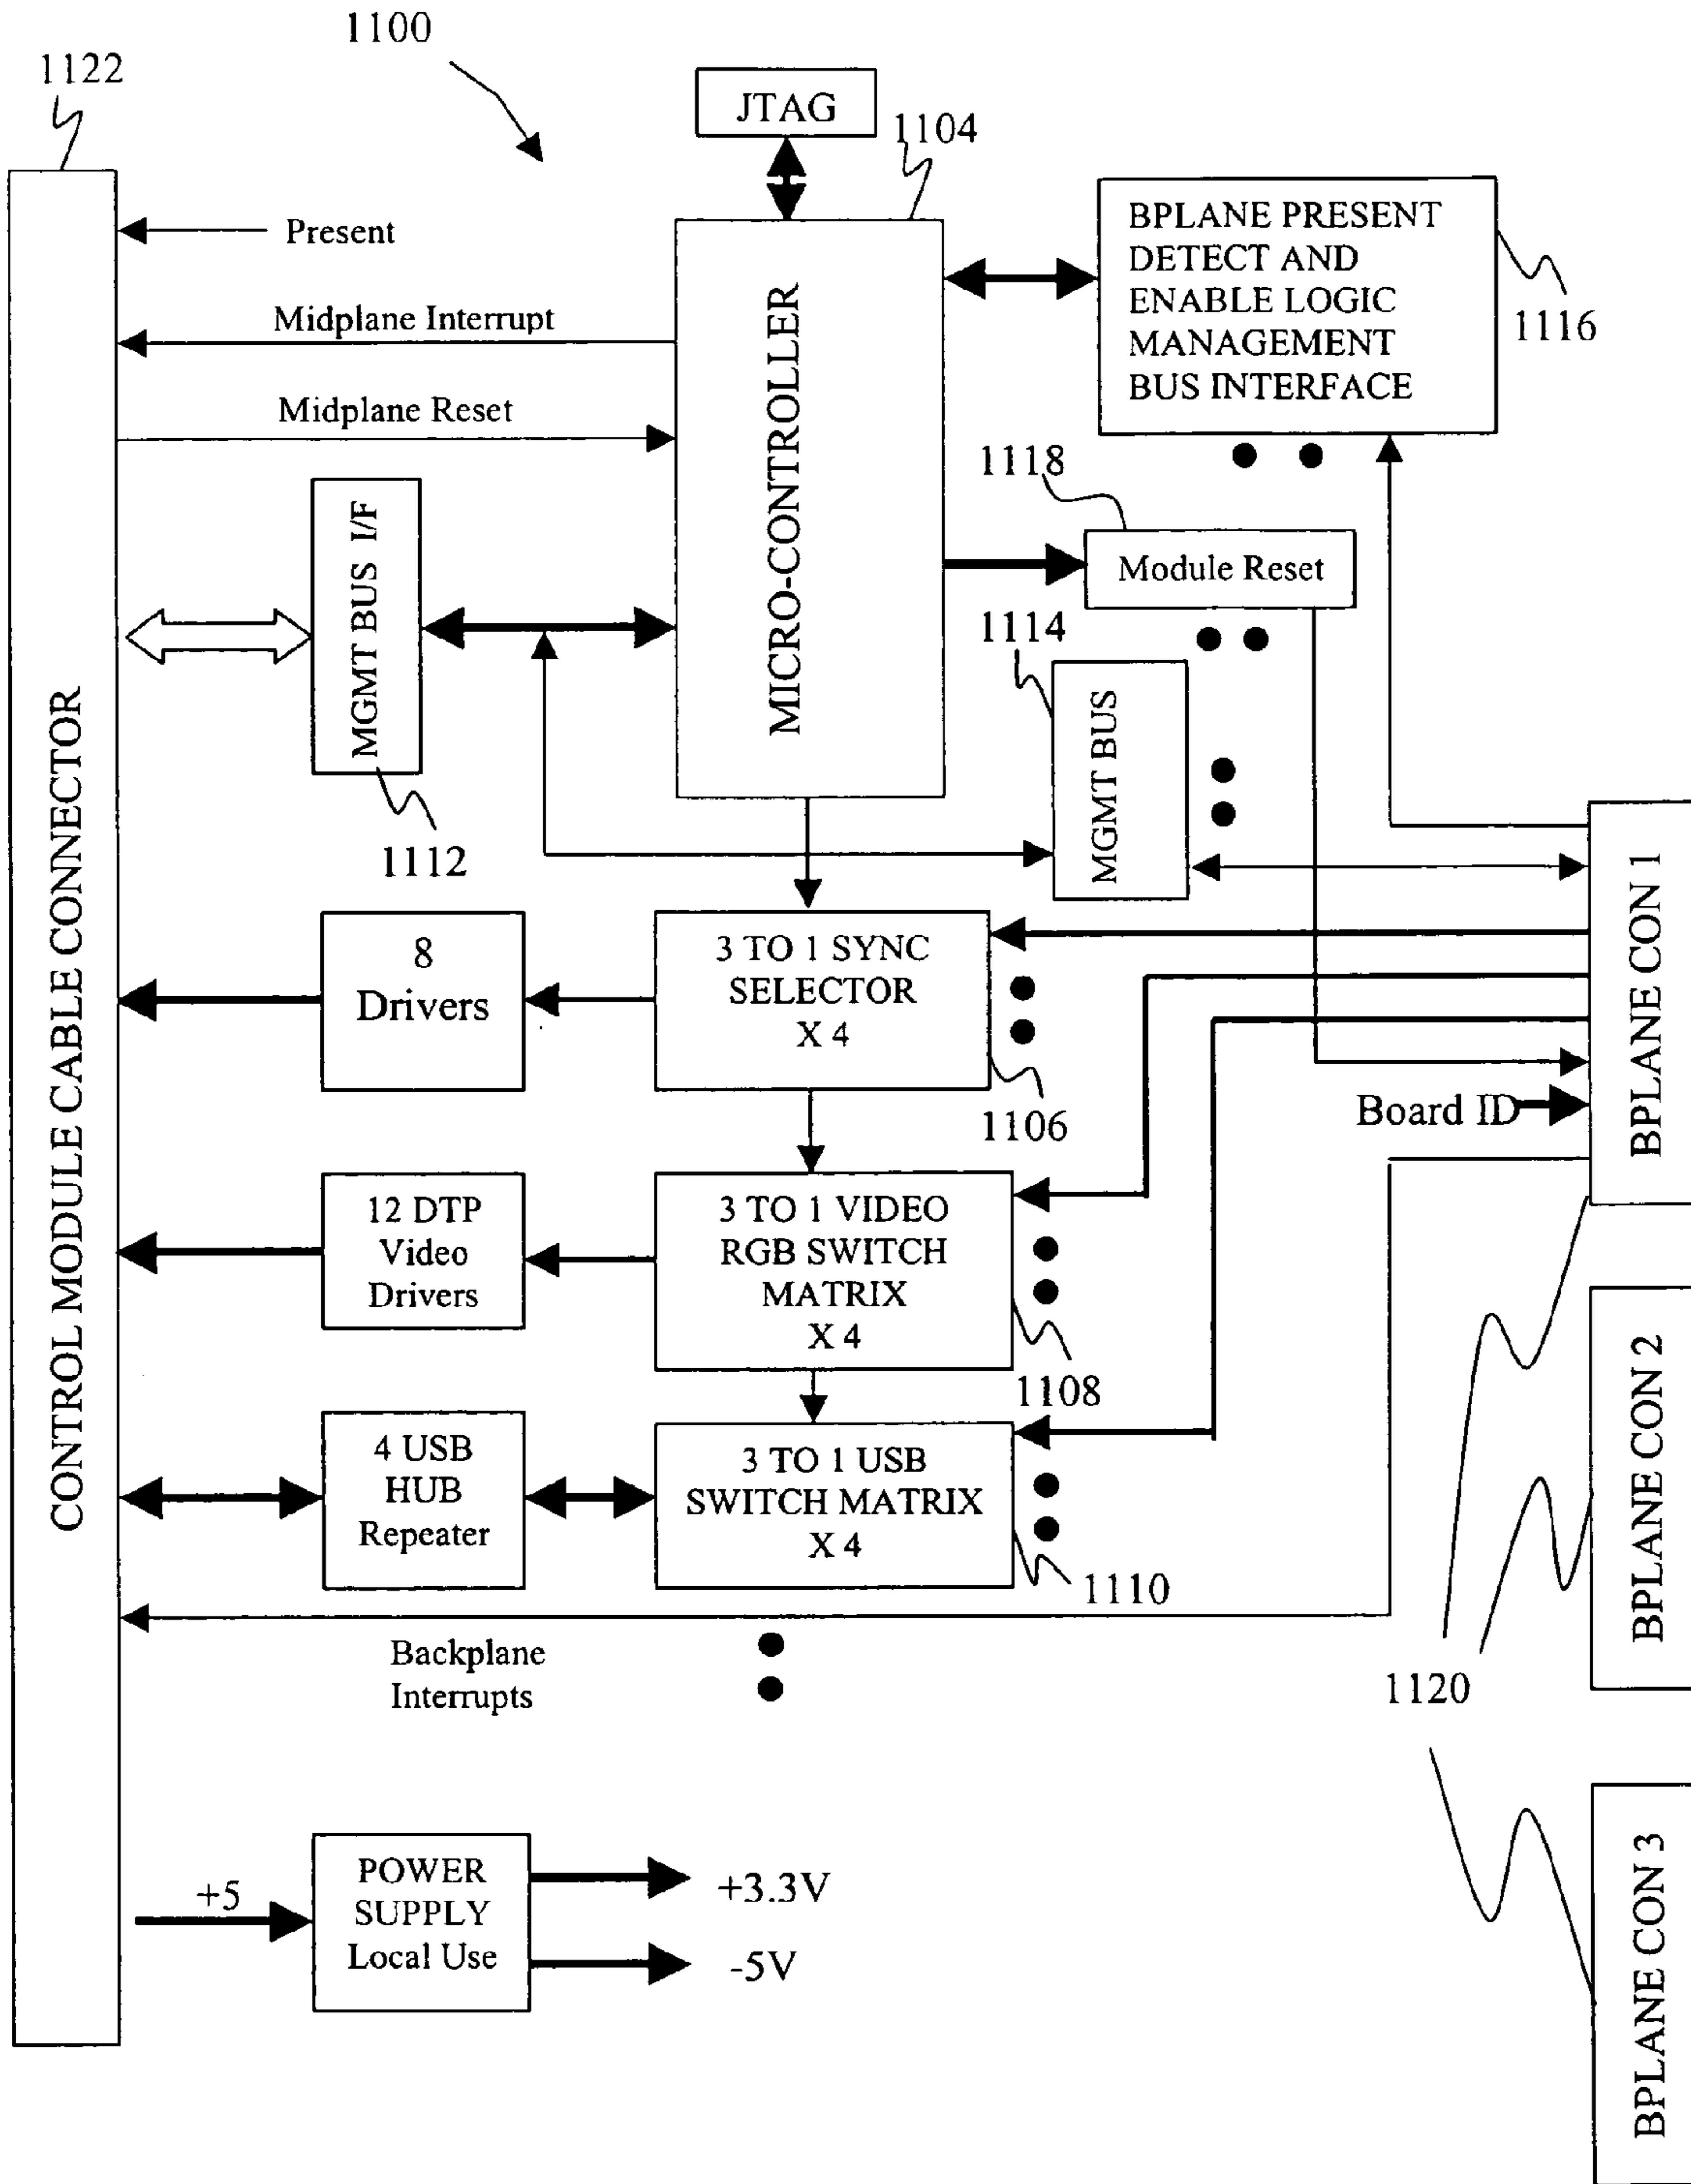 1100
1122
JTAG
1104
Present
BPLANE PRESENT
DETECT AND
ENABLE LOGIC
MANAGEMENT
BUS INTERFACE
1116
Midplane Interrupt
Midplane Reset
MICRO-CONTROLLER
1118
Module Reset
MGMT BUS I/F
1112
1114
MGMT BUS
CONTROL MODULE CABLE CONNECTOR
8
Drivers
3 TO 1 SYNC
SELECTOR
X 4
1106
Board ID
BPLANE CON 1
12 DTP
Video
Drivers
3 TO 1 VIDEO
RGB SWITCH
MATRIX
X 4
1108
BPLANE CON 2
4 USB
HUB
Repeater
3 TO 1 USB
SWITCH MATRIX
X 4
1110
Backplane
Interrupts
1120
+5
POWER
SUPPLY
Local Use
+3.3V
-5V
BPLANE CON 3